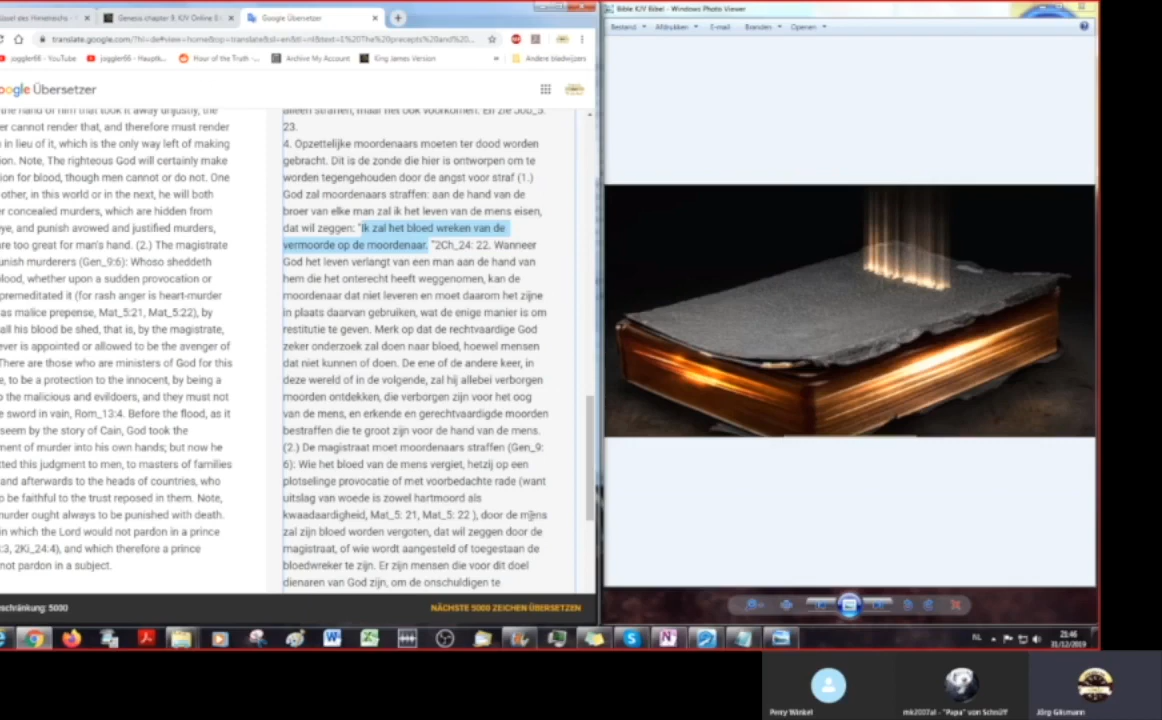 Genesis chapter 9, KJV Online B
Google Übersetzer
Bible KJV Bibel - Windows Photo Viewer
Bestand
Afdrukken
E-mail
Branden
Openen
joggler66 - YouTube
joggler66 - Hauptk...
Hour of the Truth -...
Archive My Account
King James Version
»
Andere bladwijzers
ogle Übersetzer
the hand of him that took it away unjustly, the
er cannot render that, and therefore must render
in lieu of it, which is the only way left of making
ion. Note, The righteous God will certainly make
ion for blood, though men cannot or do not. One
other, in this world or in the next, he will both
r concealed murders, which are hidden from
eye, and punish avowed and justified murders,
are too great for man's hand. (2.) The magistrate
unish murderers (Gen_9:6): Whoso sheddeth
blood, whether upon a sudden provocation or
premeditated it (for rash anger is heart-murder
as malice prepense, Mat_5:21, Mat_5:22), by
all his blood be shed, that is, by the magistrate,
ever is appointed or allowed to be the avenger of
There are those who are ministers of God for this
e, to be a protection to the innocent, by being a
o the malicious and evildoers, and they must not
e sword in vain, Rom_13:4. Before the flood, as it
seem by the story of Cain, God took the
ment of murder into his own hands; but now he
tted this judgment to men, to masters of families
and afterwards to the heads of countries, who
o be faithful to the trust reposed in them. Note,
murder ought always to be punished with death.
in which the Lord would not pardon in a prince
:3, 2Ki_24:4), and which therefore a prince
not pardon in a subject.
alleen straffen, maar het ook voorkomen. En zie Job_5:
23.
4. Opzettelijke moordenaars moeten ter dood worden
gebracht. Dit is de zonde die hier is ontworpen om te
worden tegengehouden door de angst voor straf (1.)
God zal moordenaars straffen: aan de hand van de
broer van elke man zal ik het leven van de mens eisen,
dat wil zeggen: "Ik zal het bloed wreken van de
vermoorde op de moordenaar. "2Ch_24: 22. Wanneer
God het leven verlangt van een man aan de hand van
hem die het onterecht heeft weggenomen, kan de
moordenaar dat niet leveren en moet daarom het zijne
in plaats daarvan gebruiken, wat de enige manier is om
restitutie te geven. Merk op dat de rechtvaardige God
zeker onderzoek zal doen naar bloed, hoewel mensen
dat niet kunnen of doen. De ene of de andere keer, in
deze wereld of in de volgende, zal hij allebei verborgen
moorden ontdekken, die verborgen zijn voor het oog
van de mens, en erkende en gerechtvaardigde moorden
bestraffen die te groot zijn voor de hand van de mens.
(2.) De magistraat moet moordenaars straffen (Gen_9:
6): Wie het bloed van de mens vergiet, hetzij op een
plotselinge provocatie of met voorbedachte rade (want
uitslag van woede is zowel hartmoord als
kwaadaardigheid, Mat_5: 21, Mat_5: 22 ), door de mens
zal zijn bloed worden vergoten, dat wil zeggen door de
magistraat, of wie wordt aangesteld of toegestaan de
bloedwreker te zijn. Er zijn mensen die voor dit doel
dienaren van God zijn, om de onschuldigen te
schränkung: 5000
NÄCHSTE 5000 ZEICHEN ÜBERSETZEN
NL
21:46
31/12/2019
Perry Winkel
mk2007al - "Papa" von Schnüff
Jörg Glismann